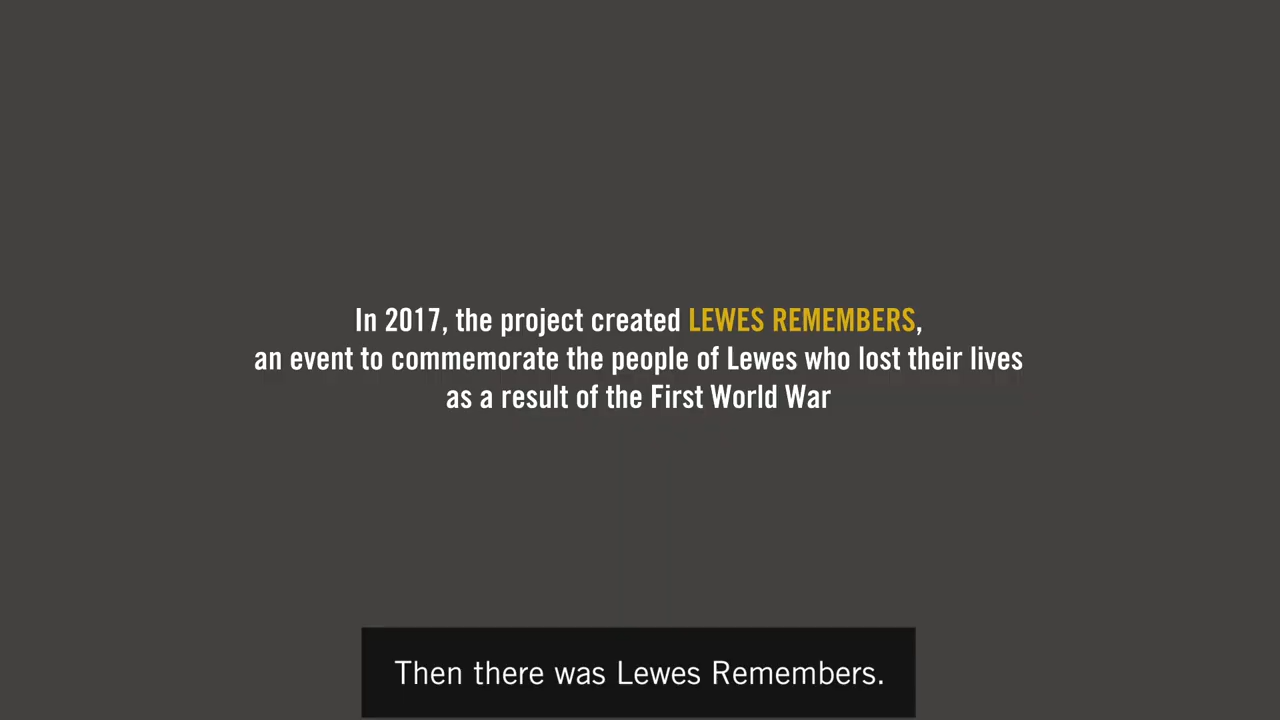 In 2017, the project created LEWES REMEMBERS,
an event to commemorate the people of Lewes who lost their lives
as a result of the First World War
Then there was Lewes Remembers.